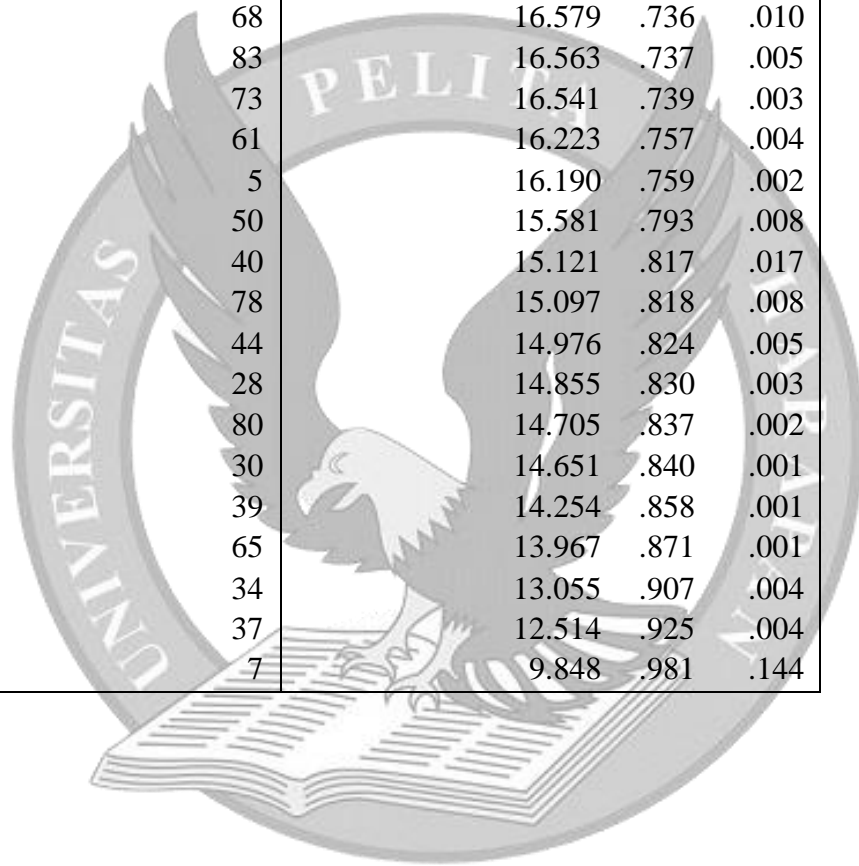 68 16.579 .736 .010
83 16.563 .737 .005
73 16.541 .739 .003
61 16.223 .757 .004
5 16.190 .759 .002
50 15.581 .793 .008
40 15.121 .817 .017
78 15.097 .818 .008
44 14.976 .824 .005
28 14.855 .830 .003
80 14.705 .837 .002
30 14.651 .840 .001
39 14.254 .858 .001
65 13.967 .871 .001
34 13.055 .907 .004
37 12.514 .925 .004
7 9.848 .981 .144
UNIVERSITAS PELITA HARAPAN